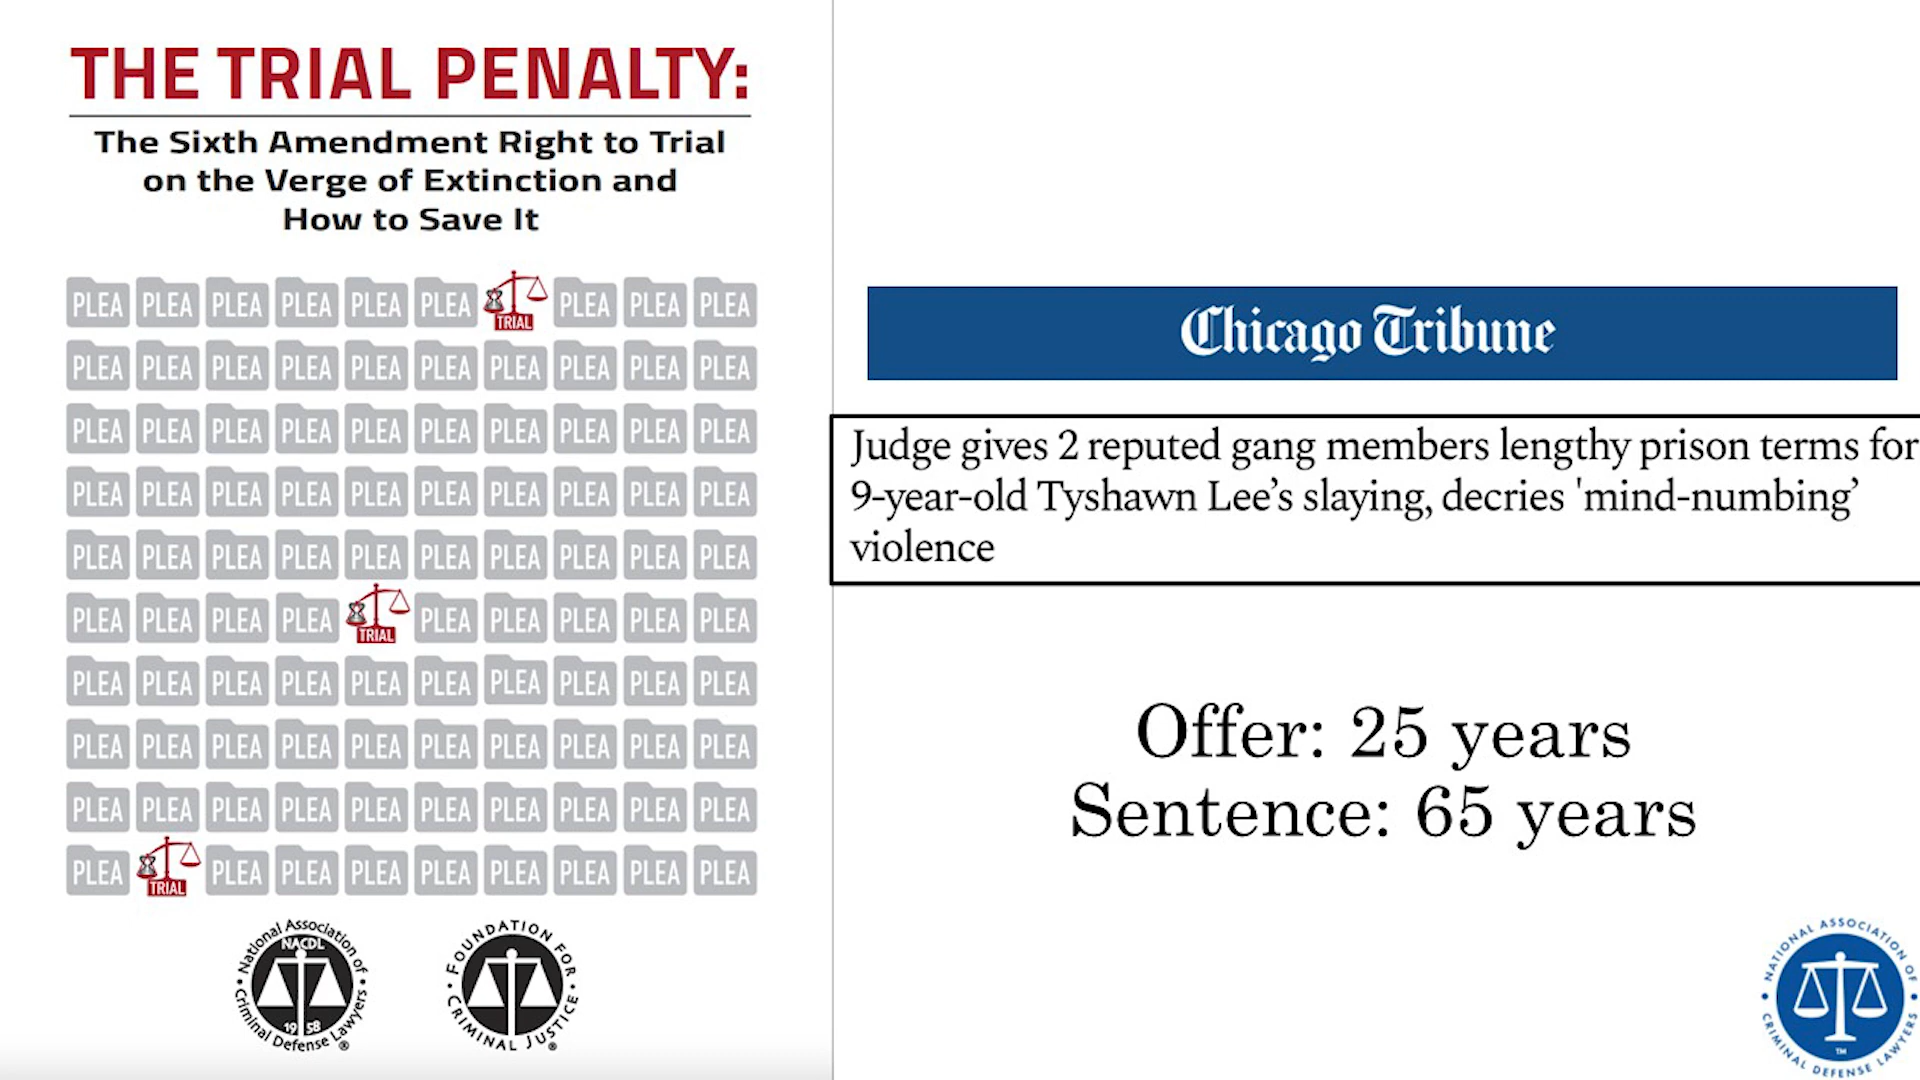 THE TRIAL PENALTY:
The Sixth Amendment Right to Trial
on the Verge of Extinction and
How to Save It
PLEA PLEA PLEA PLEA PLEA PLEA TRIAL PLEA PLEA PLEA
PLEA PLEA PLEA PLEA PLEA PLEA PLEA PLEA PLEA PLEA
PLEA PLEA PLEA PLEA PLEA PLEA PLEA PLEA PLEA PLEA
PLEA PLEA PLEA PLEA PLEA PLEA PLEA PLEA PLEA PLEA
PLEA PLEA PLEA PLEA PLEA PLEA PLEA PLEA PLEA PLEA
PLEA PLEA PLEA PLEA TRIAL PLEA PLEA PLEA PLEA PLEA
PLEA PLEA PLEA PLEA PLEA PLEA PLEA PLEA PLEA PLEA
PLEA PLEA PLEA PLEA PLEA PLEA PLEA PLEA PLEA PLEA
PLEA PLEA PLEA PLEA PLEA PLEA PLEA PLEA PLEA PLEA
PLEA TRIAL PLEA PLEA PLEA PLEA PLEA PLEA PLEA PLEA
National Association of
Criminal Defense Lawyers®
NACDL
1958
FOUNDATION FOR
CRIMINAL JUSTICE®
Chicago Tribune
Judge gives 2 reputed gang members lengthy prison terms for
9-year-old Tyshawn Lee’s slaying, decries 'mind-numbing’
violence
Offer: 25 years
Sentence: 65 years
NATIONAL ASSOCIATION OF
CRIMINAL DEFENSE LAWYERS
TM